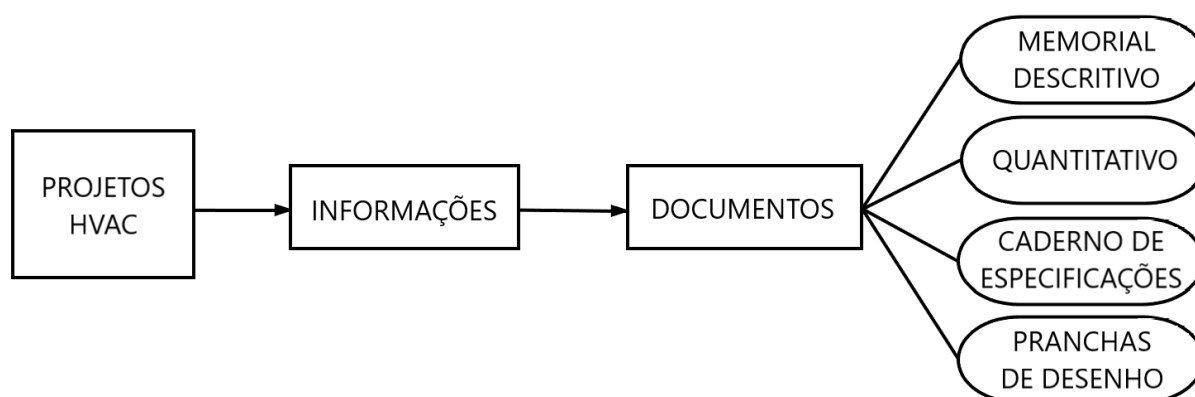 PROJETOS
HVAC
INFORMAÇÕES
DOCUMENTOS
MEMORIAL
DESCRITIVO
QUANTITATIVO
CADERNO DE
ESPECIFICAÇÕES
PRANCHAS
DE DESENHO